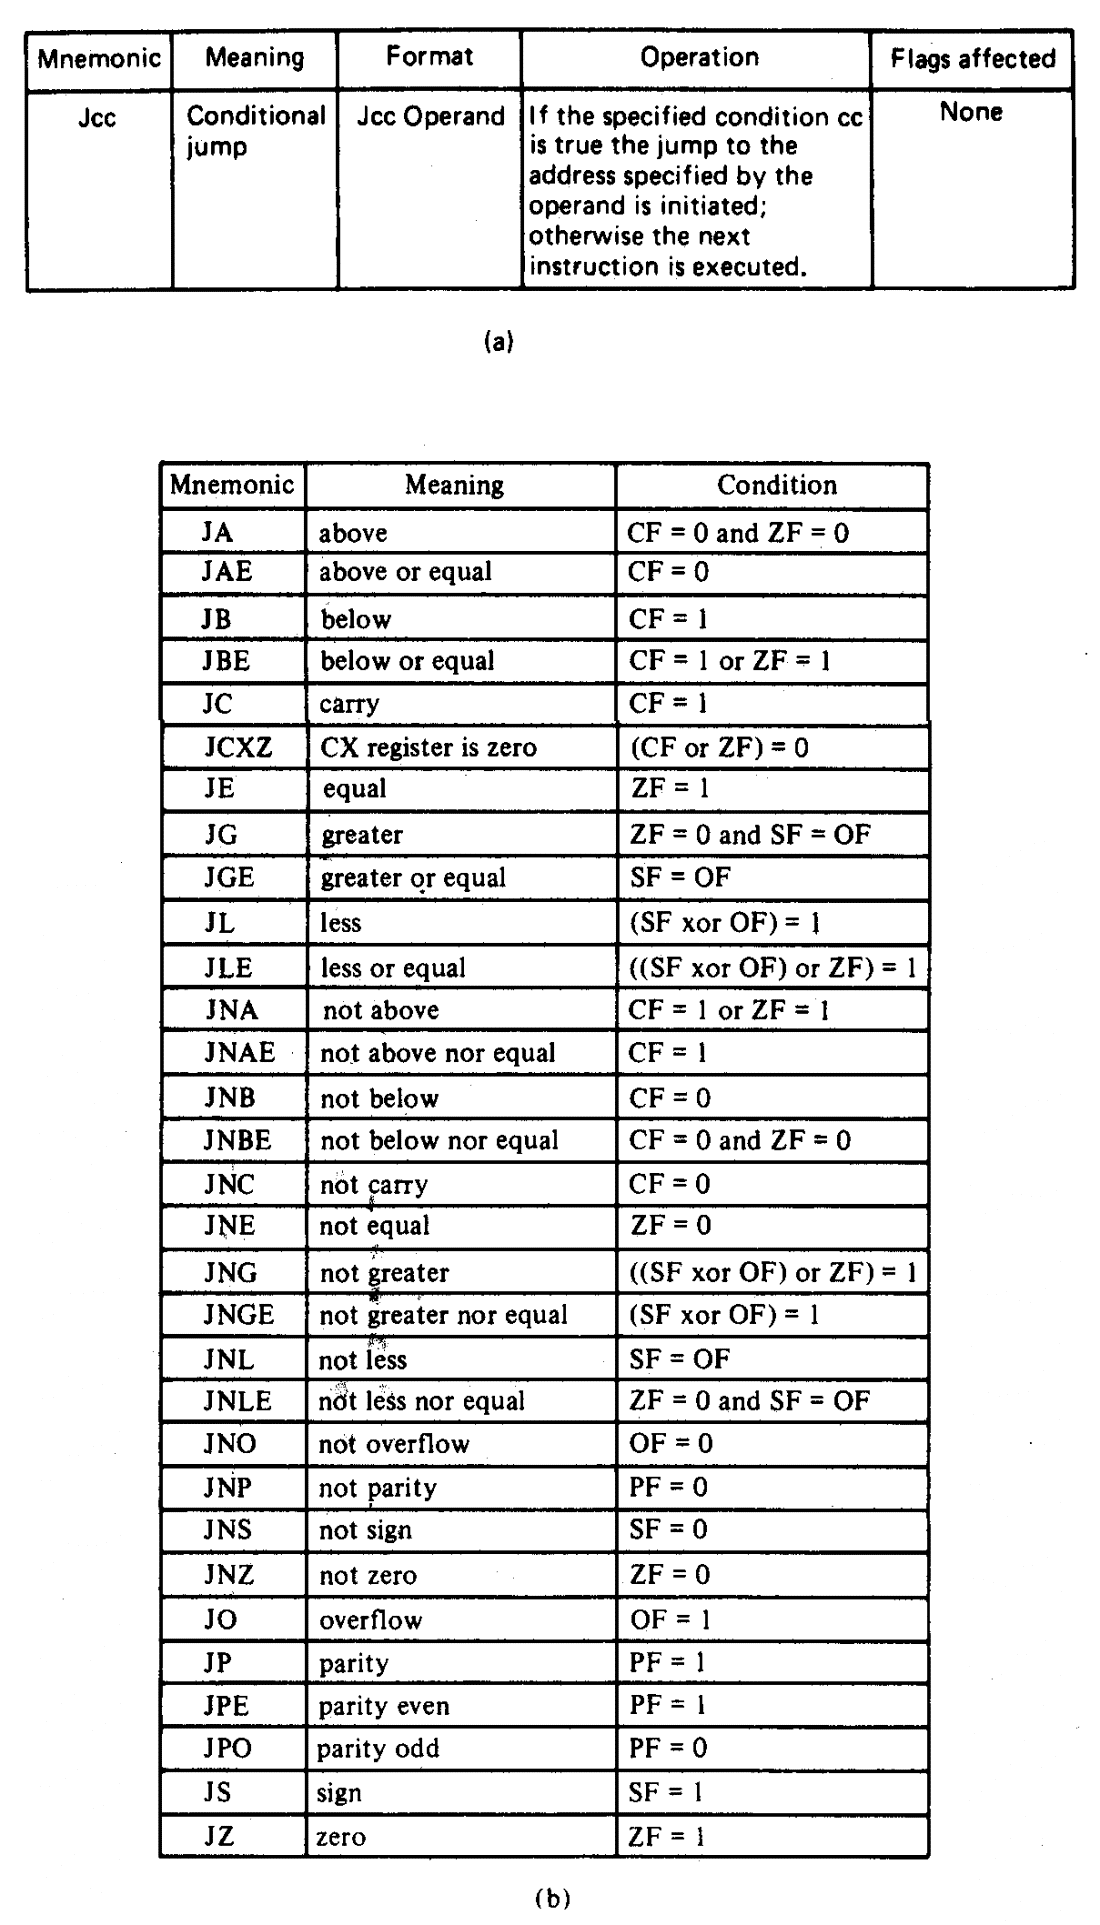 Mnemonic Meaning Format Operation Flags affected
Jcc Conditional jump Jcc Operand If the specified condition cc is true the jump to the address specified by the operand is initiated; otherwise the next instruction is executed. None
(a)
Mnemonic Meaning Condition
JA above CF = 0 and ZF = 0
JAE above or equal CF = 0
JB below CF = 1
JBE below or equal CF = 1 or ZF = 1
JC carry CF = 1
JCXZ CX register is zero (CF or ZF) = 0
JE equal ZF = 1
JG greater ZF = 0 and SF = OF
JGE greater or equal SF = OF
JL less (SF xor OF) = 1
JLE less or equal ((SF xor OF) or ZF) = 1
JNA not above CF = 1 or ZF = 1
JNAE not above nor equal CF = 1
JNB not below CF = 0
JNBE not below nor equal CF = 0 and ZF = 0
JNC not carry CF = 0
JNE not equal ZF = 0
JNG not greater ((SF xor OF) or ZF) = 1
JNGE not greater nor equal (SF xor OF) = 1
JNL not less SF = OF
JNLE not less nor equal ZF = 0 and SF = OF
JNO not overflow OF = 0
JNP not parity PF = 0
JNS not sign SF = 0
JNZ not zero ZF = 0
JO overflow OF = 1
JP parity PF = 1
JPE parity even PF = 1
JPO parity odd PF = 0
JS sign SF = 1
JZ zero ZF = 1
(b)